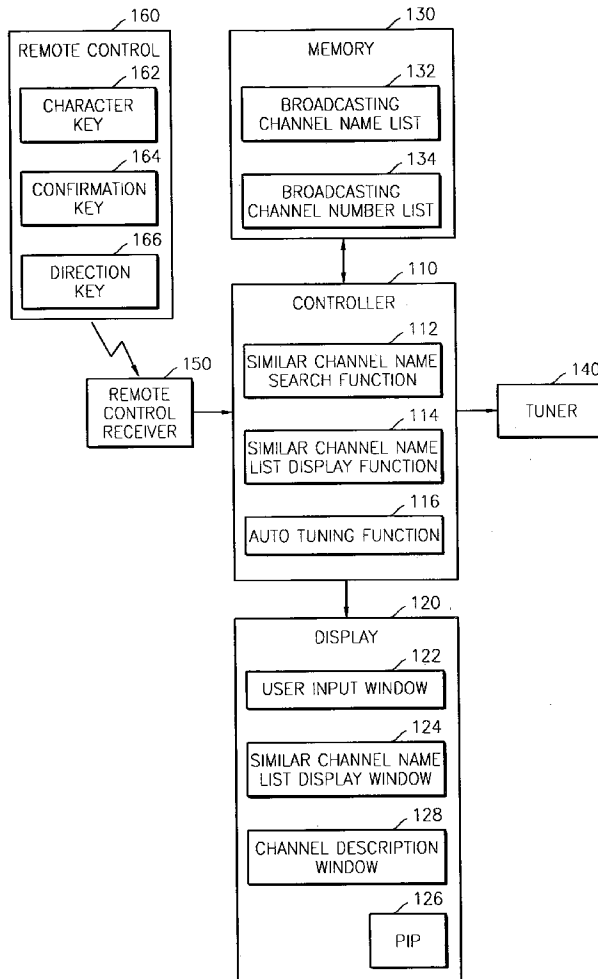 160
REMOTE CONTROL
162
CHARACTER
KEY
164
CONFIRMATION
KEY
166
DIRECTION
KEY
130
MEMORY
132
BROADCASTING
CHANNEL NAME LIST
134
BROADCASTING
CHANNEL NUMBER LIST
150
REMOTE
CONTROL
RECEIVER
110
CONTROLLER
112
SIMILAR CHANNEL NAME
SEARCH FUNCTION
114
SIMILAR CHANNEL NAME
LIST DISPLAY FUNCTION
116
AUTO TUNING FUNCTION
140
TUNER
120
DISPLAY
122
USER INPUT WINDOW
124
SIMILAR CHANNEL NAME
LIST DISPLAY WINDOW
128
CHANNEL DESCRIPTION
WINDOW
126
PIP